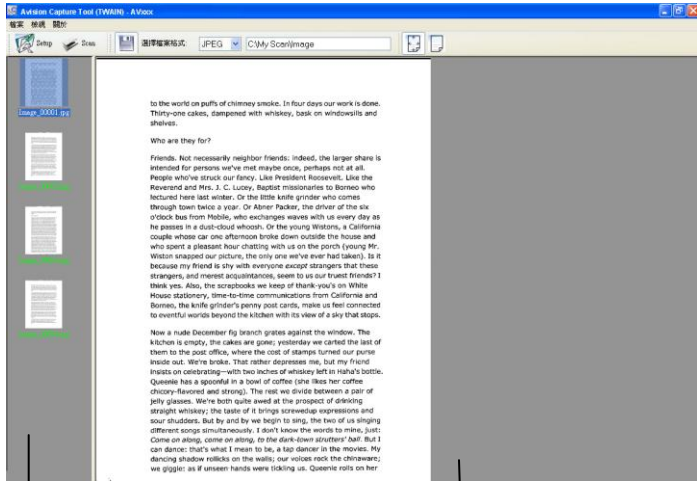 Avision Capture Tool (TWAIN) - AVxxx
檔案 檢視 關於
Setup Scan 選擇檔案格式: JPEG C:\My Scan\Image
Image_00001.jpg
to the world on puffs of chimney smoke. In four days our work is done.
Thirty-one cakes, dampened with whiskey, bask on windowsills and
shelves.
Who are they for?
Friends. Not necessarily neighbor friends: indeed, the larger share is
intended for persons we've met maybe once, perhaps not at all.
People who've struck our fancy. Like President Roosevelt. Like the
Reverend and Mrs. J. C. Lucey, Baptist missionaries to Borneo who
lectured here last winter. Or the little knife grinder who comes
through town twice a year. Or Abner Packer, the driver of the six
o'clock bus from Mobile, who exchanges waves with us every day as
he passes in a dust-cloud whoosh. Or the young Wistons, a California
couple whose car one afternoon broke down outside the house and
who spent a pleasant hour chatting with us on the porch (young Mr.
Wiston snapped our picture, the only one we've ever had taken). Is it
because my friend is shy with everyone except strangers that these
strangers, and merest acquaintances, seem to us our truest friends? I
think yes. Also, the scrapbooks we keep of thank-you's on White
House stationery, time-to-time communications from California and
Borneo, the knife grinder's penny post cards, make us feel connected
to eventful worlds beyond the kitchen with its view of a sky that stops.
Now a nude December fig branch grates against the window. The
kitchen is empty, the cakes are gone; yesterday we carted the last of
them to the post office, where the cost of stamps turned our purse
inside out. We're broke. That rather depresses me, but my friend
insists on celebrating—with two inches of whiskey left in Haha's bottle.
Queenie has a spoonful in a bowl of coffee (she likes her coffee
chicory-flavored and strong). The rest we divide between a pair of
jelly glasses. We're both quite awed at the prospect of drinking
straight whiskey; the taste of it brings screwedup expressions and
sour shudders. But by and by we begin to sing, the two of us singing
different songs simultaneously. I don't know the words to mine, just:
Come on along, come on along, to the dark-town strutters' ball. But I
can dance: that's what I mean to be, a tap dancer in the movies. My
dancing shadow rollicks on the walls; our voices rock the chinaware;
we giggle: as if unseen hands were tickling us. Queenie rolls on her